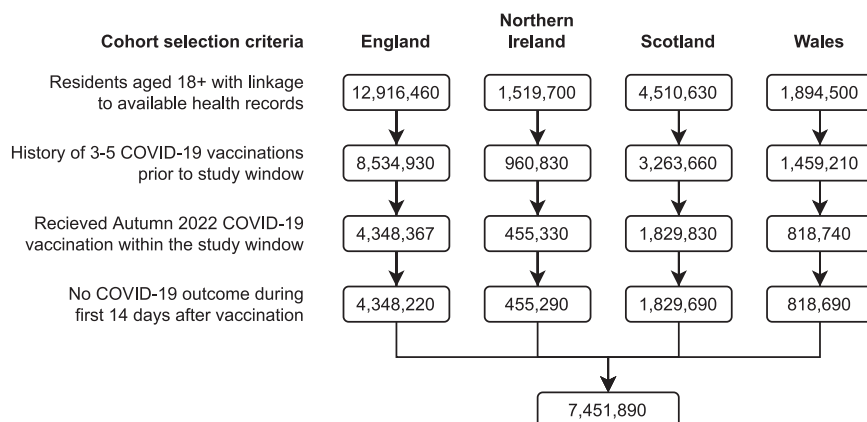 Cohort selection criteria England Northern Ireland Scotland Wales
Residents aged 18+ with linkage
to available health records
12,916,460 1,519,700 4,510,630 1,894,500
History of 3-5 COVID-19 vaccinations
prior to study window
8,534,930 960,830 3,263,660 1,459,210
Recieved Autumn 2022 COVID-19
vaccination within the study window
4,348,367 455,330 1,829,830 818,740
No COVID-19 outcome during
first 14 days after vaccination
4,348,220 455,290 1,829,690 818,690
7,451,890